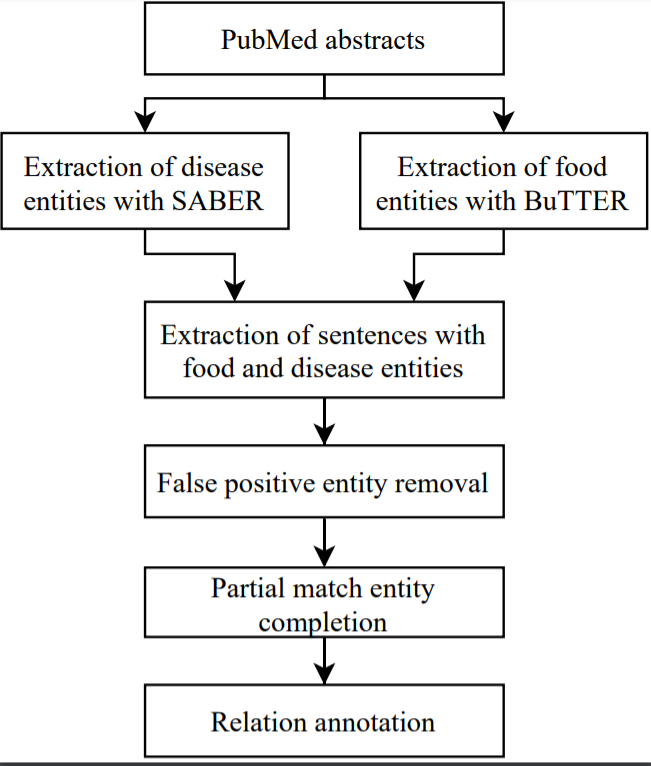 PubMed abstracts
Extraction of disease
entities with SABER
Extraction of food
entities with BuTTER
Extraction of sentences with
food and disease entities
False positive entity removal
Partial match entity
completion
Relation annotation